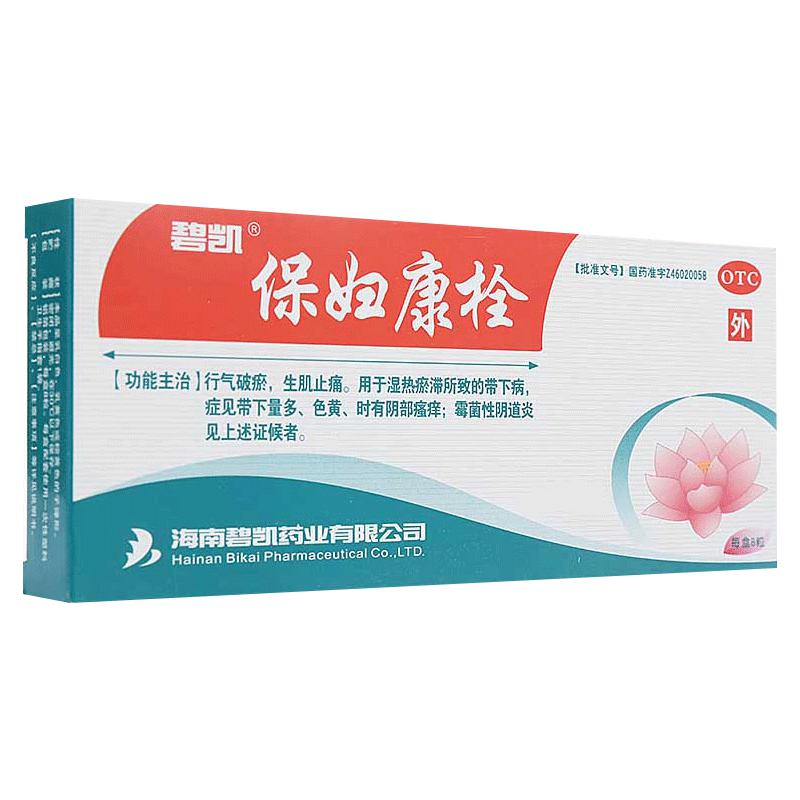 碧凯®
保妇康栓
【批准文号】国药准字Z46020058
OTC
外
【功能主治】行气破瘀，生肌止痛。用于湿热瘀滞所致的带下病，
症见带下量多、色黄、时有阴部瘙痒；霉菌性阴道炎
见上述证候者。
海南碧凯药业有限公司
Hainan Bikai Pharmaceutical Co.,LTD.
每盒8粒